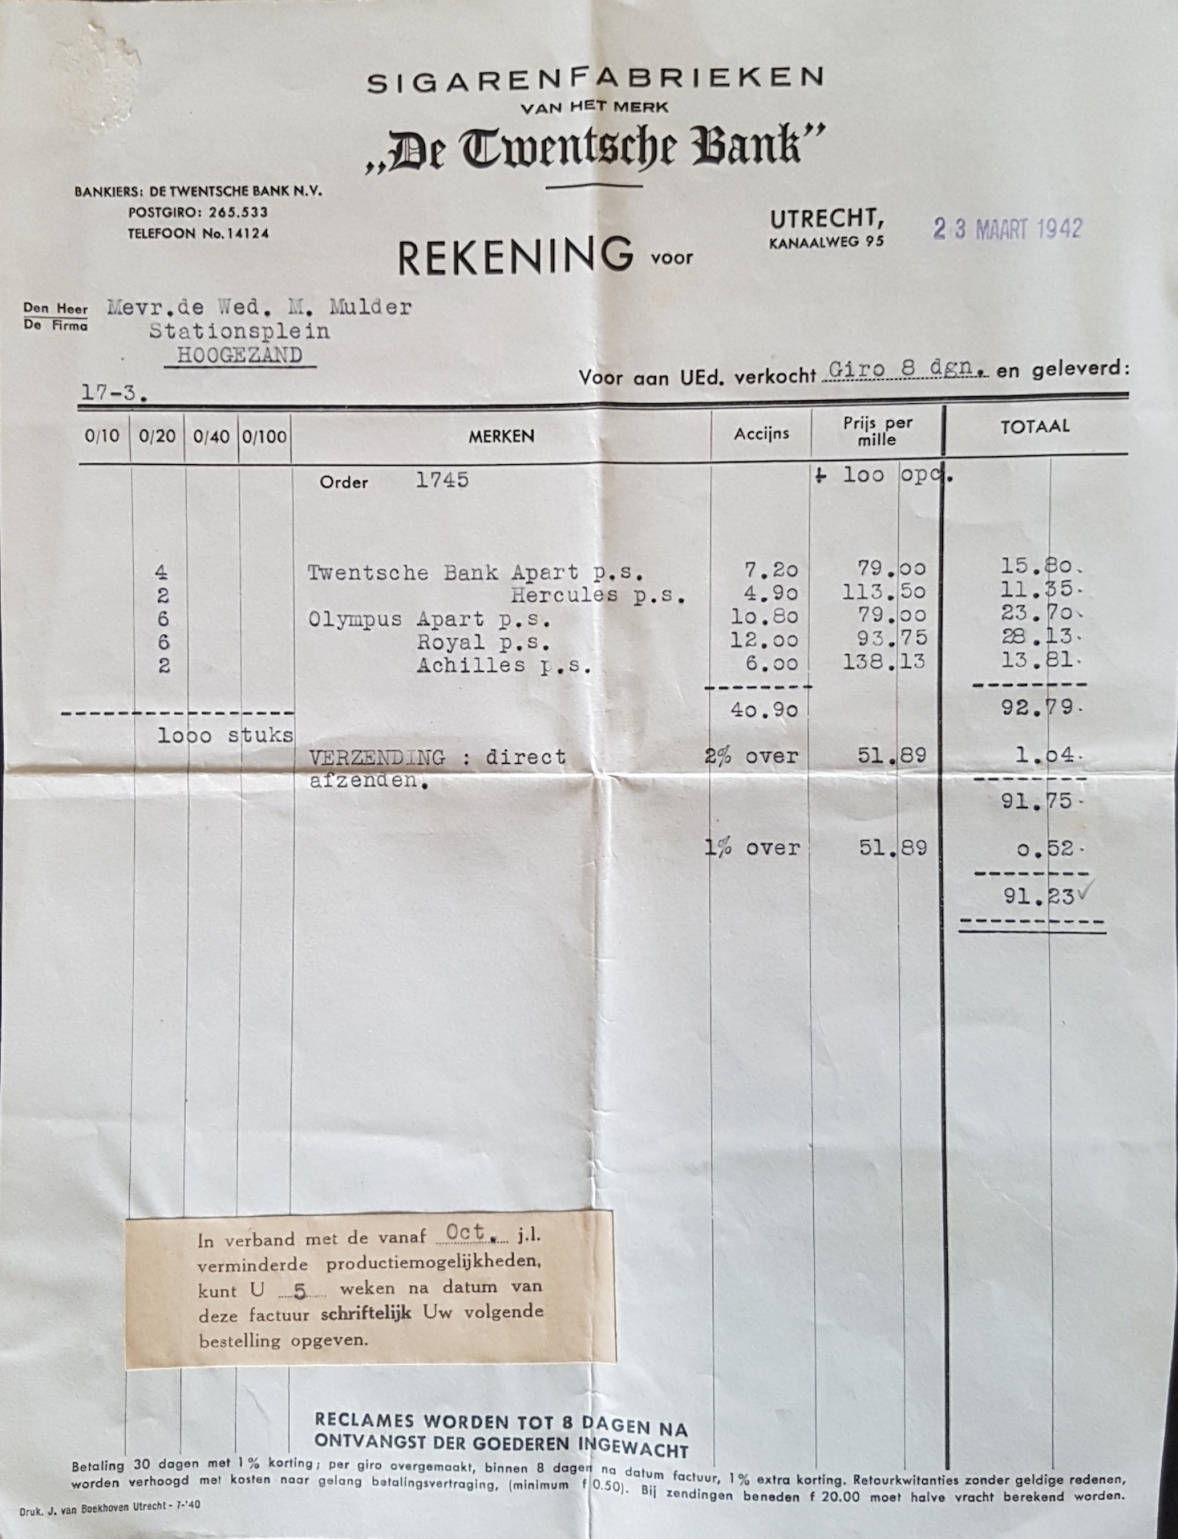 SIGARENFABRIEKEN
VAN HET MERK
„De Twentsche Bank”
BANKIERS: DE TWENTSCHE BANK N.V.
POSTGIRO: 265.533
TELEFOON No. 14124
UTRECHT,
KANAALWEG 95
23 MAART 1942
REKENING voor
Den Heer
De Firma
Mevr.de Wed. M. Mulder
Stationsplein
HOOGEZAND
Voor aan UEd. verkocht Giro 8 dgn. en geleverd:
17-3.
0/10 0/20 0/40 0/100 MERKEN Accijns Prijs per mille TOTAAL
Order 1745 + 100 opc.
4 Twentsche Bank Apart p.s. 7.20 79.00 15.80.
2 Hercules p.s. 4.90 113.50 11.35.
6 Olympus Apart p.s. 10.80 79.00 23.70.
6 Royal p.s. 12.00 93.75 28.13.
2 Achilles p.s. 6.00 138.13 13.81.
40.90 92.79.
1000 stuks
VERZENDING : direct 2% over 51.89 1.04.
afzenden.
91.75.
1% over 51.89 0.52.
91.23
In verband met de vanaf Oct. j.l.
verminderde productiemogelijkheden,
kunt U 5 weken na datum van
deze factuur schriftelijk Uw volgende
bestelling opgeven.
RECLAMES WORDEN TOT 8 DAGEN NA
ONTVANGST DER GOEDEREN INGEWACHT
Betaling 30 dagen met 1% korting; per giro overgemaakt, binnen 8 dagen na datum factuur, 1% extra korting. Retourkwitanties zonder geldige redenen,
worden verhoogd met kosten naar gelang betalingsvertraging, (minimum f 0.50). Bij zendingen beneden f 20.00 moet halve vracht berekend worden.
Druk. J. van Boekhoven Utrecht - 7-'40